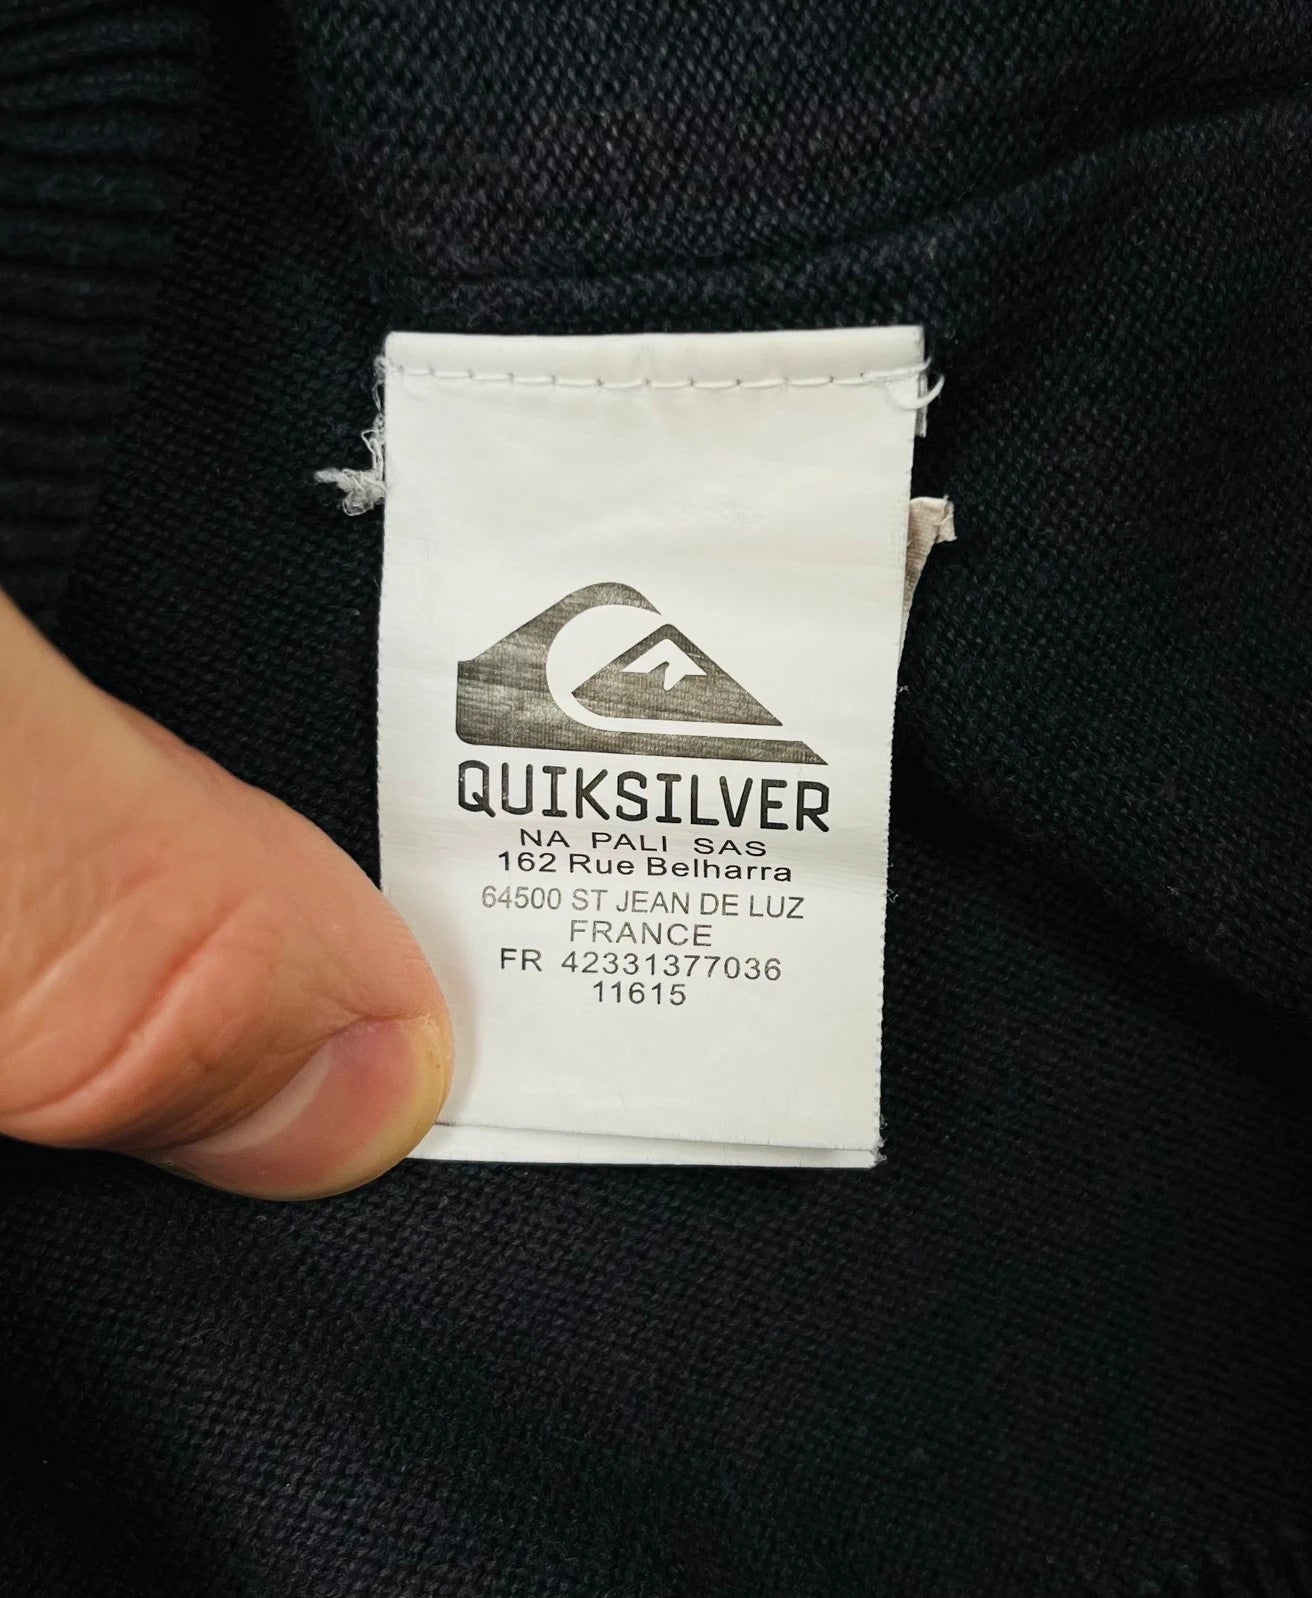 QUIKSILVER
NA PALI SAS
162 Rue Belharra
64500 ST JEAN DE LUZ
FRANCE
FR 42331377036
11615